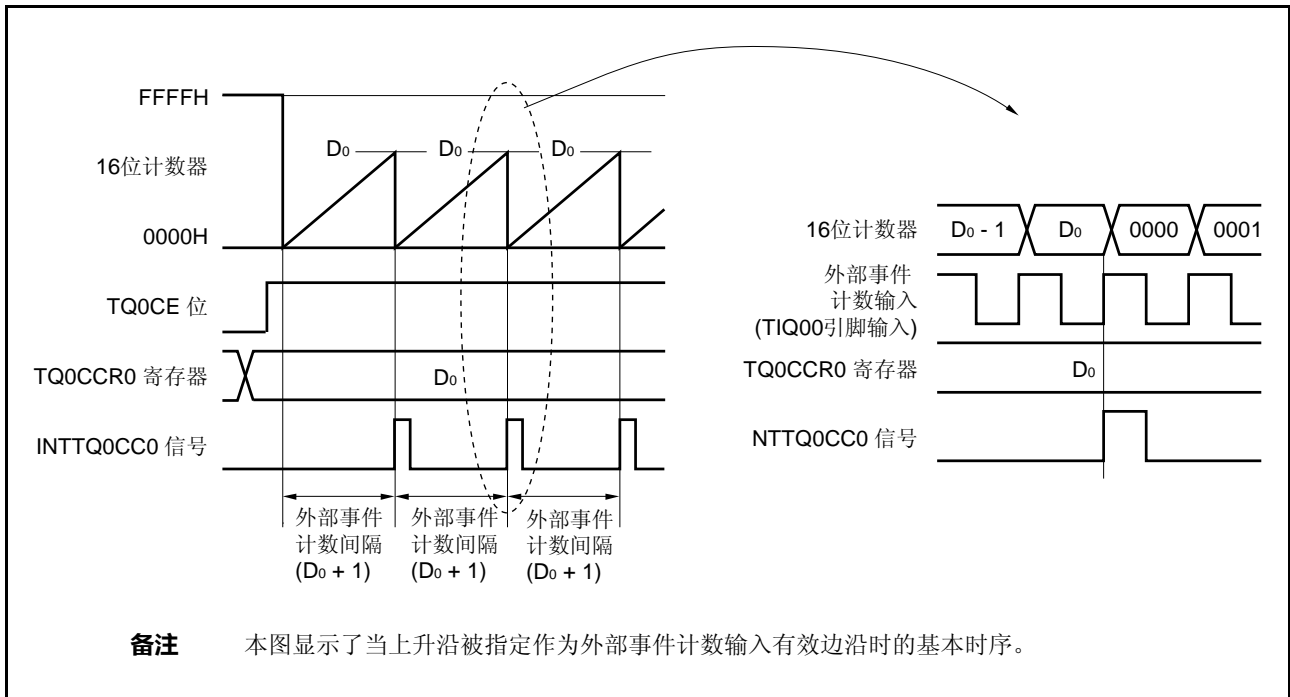 FFFFH
16位计数器
0000H
D0
D0
D0
TQ0CE 位
TQ0CCR0 寄存器
D0
INTTQ0CC0 信号
外部事件
计数间隔
(D0 + 1)
外部事件
计数间隔
(D0 + 1)
外部事件
计数间隔
(D0 + 1)
16位计数器
D0 - 1
D0
0000
0001
外部事件
计数输入
(TIQ00引脚输入)
TQ0CCR0 寄存器
D0
NTTQ0CC0 信号
备注 本图显示了当上升沿被指定作为外部事件计数输入有效边沿时的基本时序。